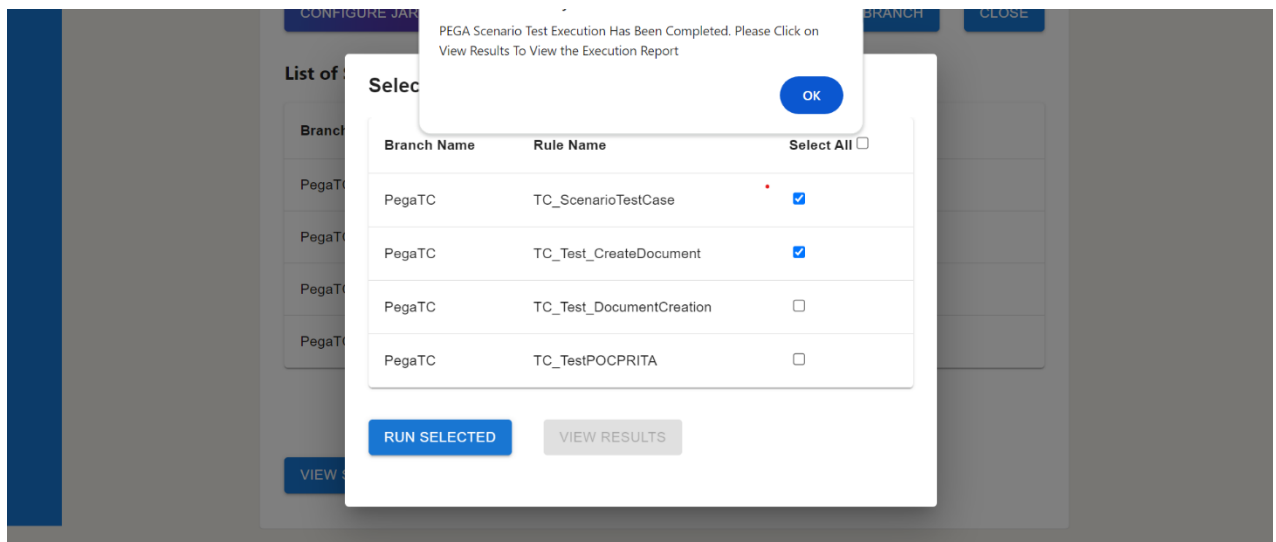 CONFIGURE JAR
BRANCH
CLOSE
PEGA Scenario Test Execution Has Been Completed. Please Click on
View Results To View the Execution Report
OK
List of
Selec
Branch
Branch Name Rule Name Select All
PegaTC TC_ScenarioTestCase
PegaTC TC_Test_CreateDocument
PegaTC TC_Test_DocumentCreation
PegaTC TC_TestPOCPRITA
PegaT
PegaT
PegaT
PegaT
RUN SELECTED VIEW RESULTS
VIEW